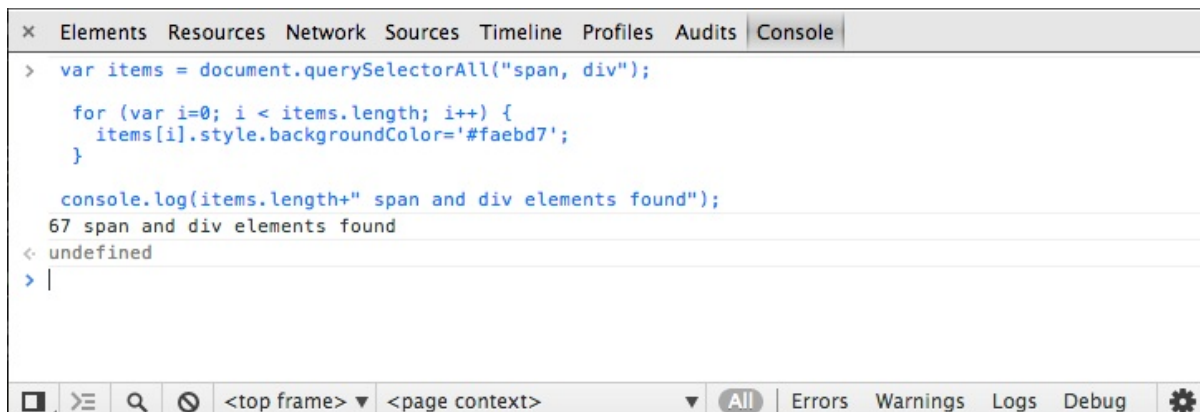 × Elements Resources Network Sources Timeline Profiles Audits Console
> var items = document.querySelectorAll("span, div");
for (var i=0; i < items.length; i++) {
items[i].style.backgroundColor='#faebd7';
}
console.log(items.length+" span and div elements found");
67 span and div elements found
undefined
>
<top frame> ▼ <page context> ▼ All Errors Warnings Logs Debug